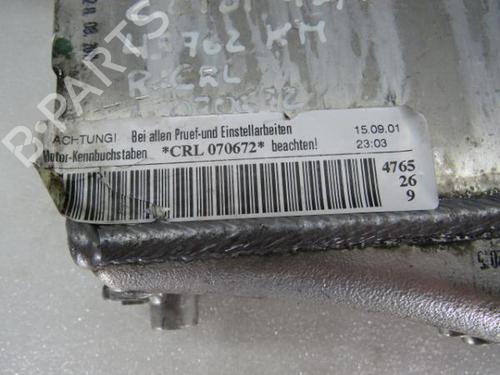 762 KM
R:CRL
070672
ACHTUNG! Bei allen Pruef-und Einstellarbeiten 15.09.01
Motor-Kennbuchstaben *CRL 070672* beachten! 23:03
4765
26
9
B-PARTS